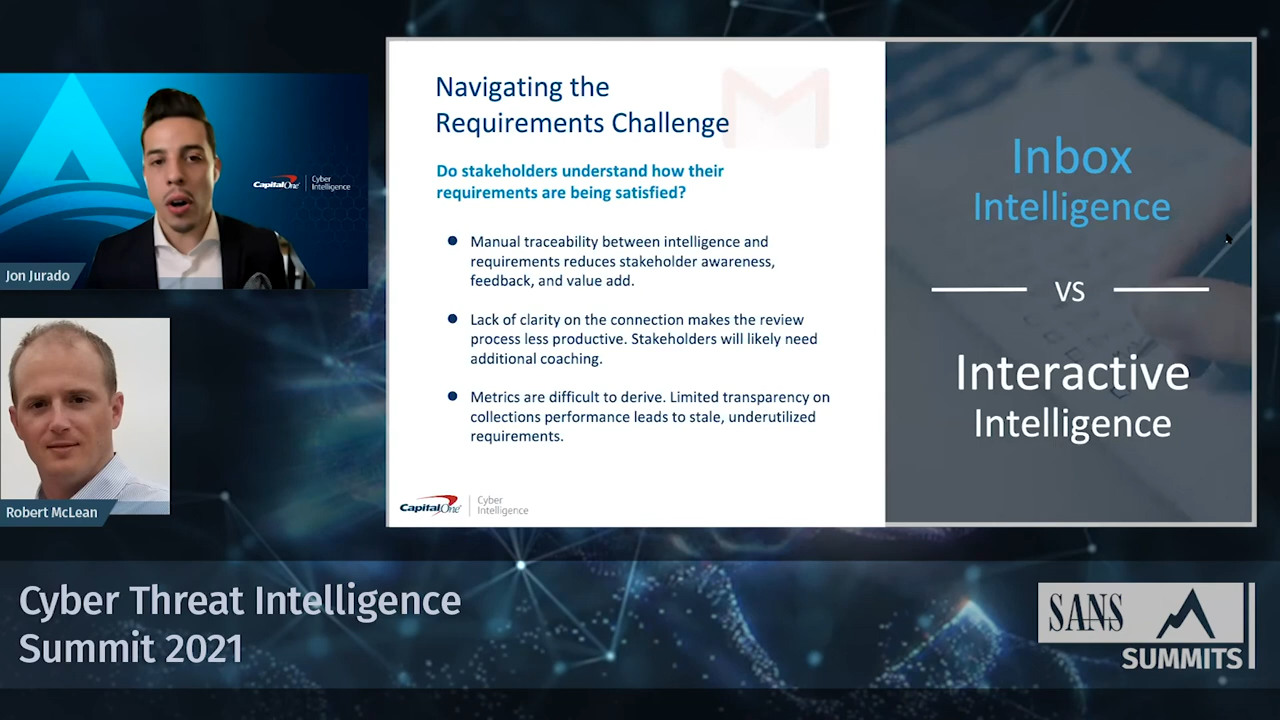 Capital One
Cyber
Intelligence
Jon Jurado
Robert McLean
Navigating the
Requirements Challenge
Do stakeholders understand how their
requirements are being satisfied?
Manual traceability between intelligence and
requirements reduces stakeholder awareness,
feedback, and value add.
Lack of clarity on the connection makes the review
process less productive. Stakeholders will likely need
additional coaching.
Metrics are difficult to derive. Limited transparency on
collections performance leads to stale, underutilized
requirements.
Capital One
Cyber
Intelligence
Inbox
Intelligence
VS
Interactive
Intelligence
Cyber Threat Intelligence
Summit 2021
SANS
SUMMITS